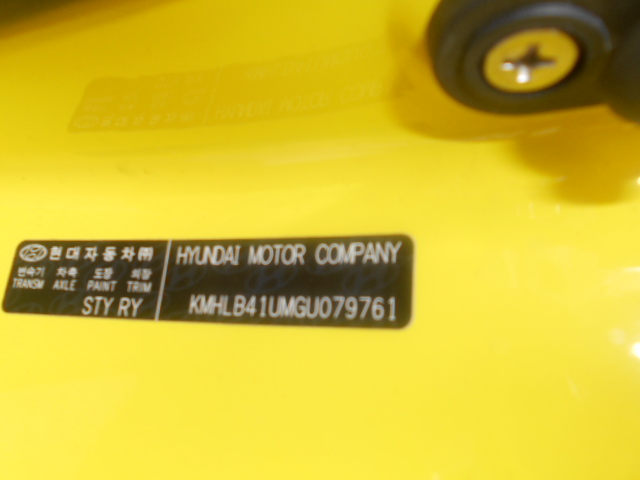 현대자동차㈜
변속기 차축 도장 외장
TRANSM AXLE PAINT TRIM
STY RY
HYUNDAI MOTOR COMPANY
KMHLB41UMGU079761